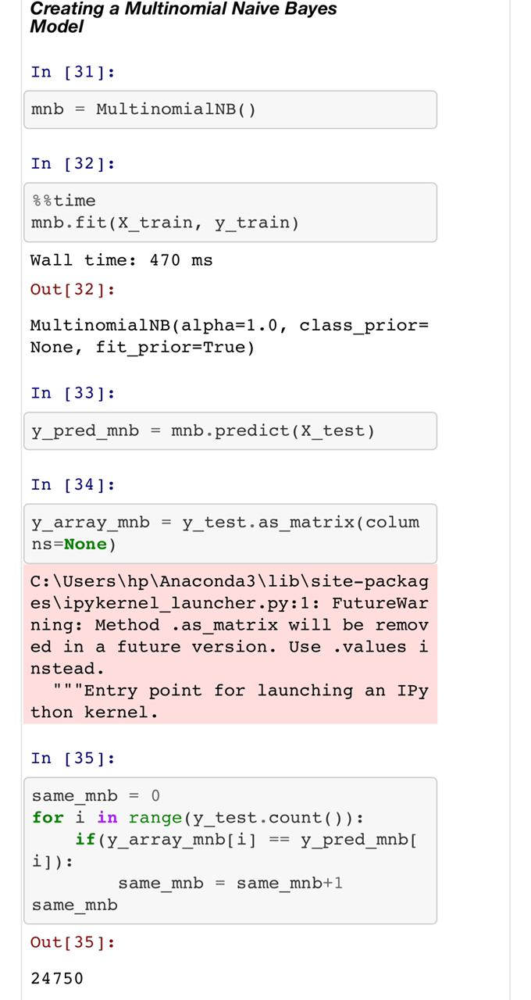 Creating a Multinomial Naive Bayes
Model
In [31]:
mnb = MultinomialNB()
In [32]:
%%time
mnb.fit(X_train, y_train)
Wall time: 470 ms
Out[32]:
MultinomialNB(alpha=1.0, class_prior=
None, fit_prior=True)
In [33]:
y_pred_mnb = mnb.predict(X_test)
In [34]:
y_array_mnb = y_test.as_matrix(colum
ns=None)
C:\Users\hp\Anaconda3\lib\site-packag
es\ipykernel_launcher.py:1: FutureWar
ning: Method .as_matrix will be remov
ed in a future version. Use .values i
nstead.
  """Entry point for launching an IPy
thon kernel.
In [35]:
same_mnb = 0
for i in range(y_test.count()):
    if(y_array_mnb[i] == y_pred_mnb[
i]):
        same_mnb = same_mnb+1
same_mnb
Out[35]:
24750